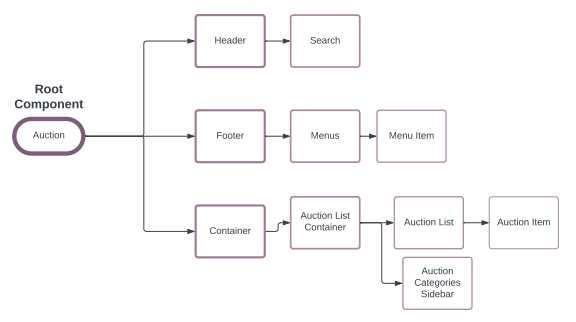 Root
Component
Auction
Header
Search
Footer
Menus
Menu Item
Container
Auction List
Container
Auction List
Auction Item
Auction
Categories
Sidebar